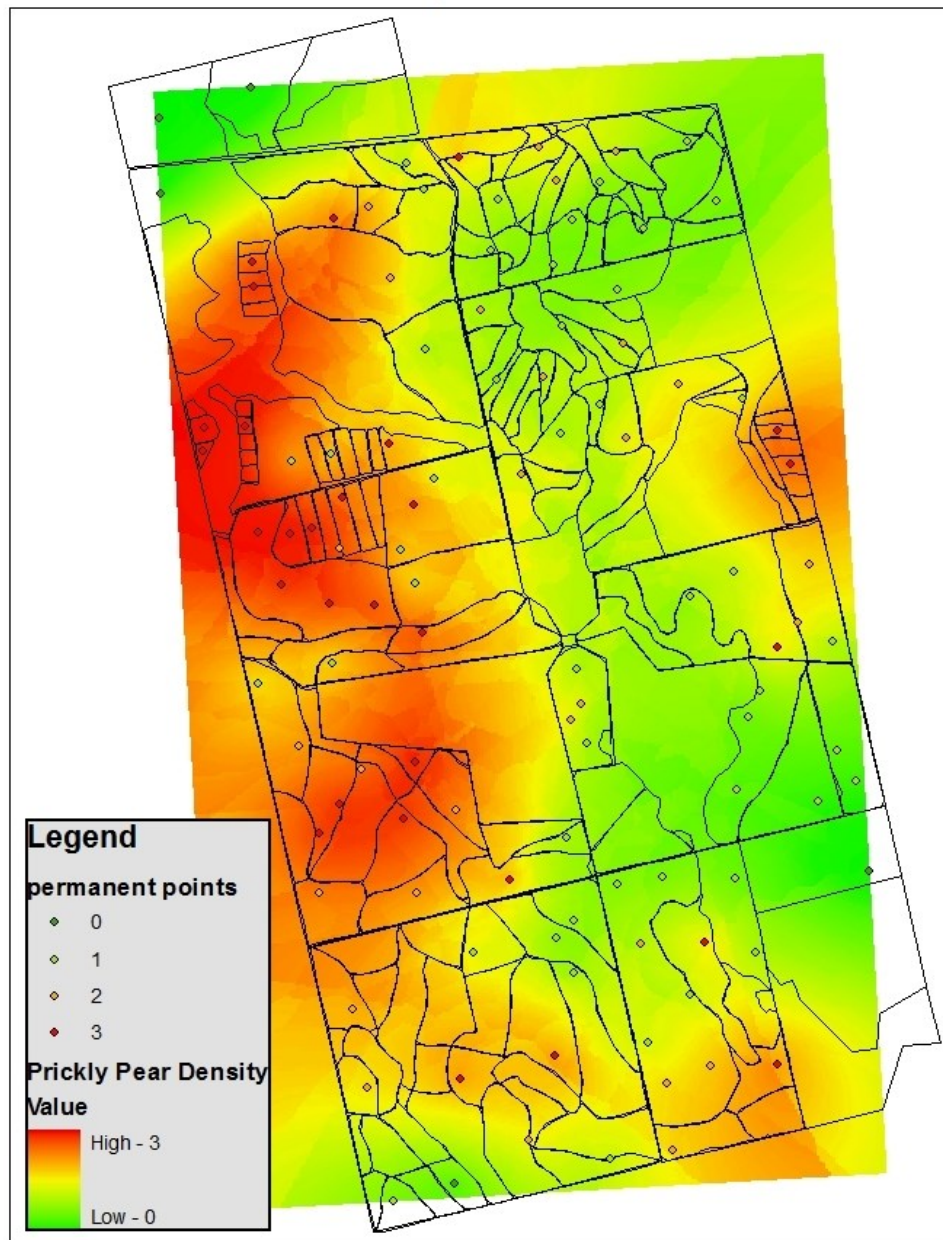 Legend
permanent points
0
1
2
3
Prickly Pear Density
Value
High - 3
Low - 0